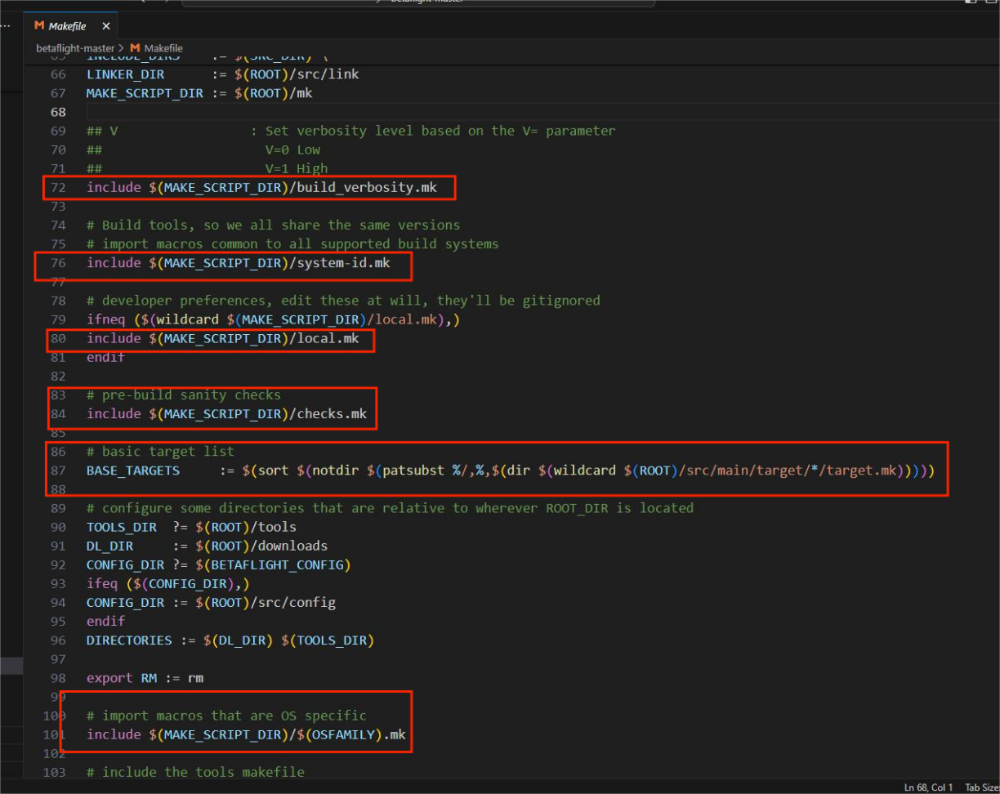 betaflight-master
Makefile
betaflight-master > Makefile
65 INCLUDE_DIRS := $(SRC_DIR) \
66 LINKER_DIR := $(ROOT)/src/link
67 MAKE_SCRIPT_DIR := $(ROOT)/mk
68
69 ## V : Set verbosity level based on the V= parameter
70 ## V=0 Low
71 ## V=1 High
72 include $(MAKE_SCRIPT_DIR)/build_verbosity.mk
73
74 # Build tools, so we all share the same versions
75 # import macros common to all supported build systems
76 include $(MAKE_SCRIPT_DIR)/system-id.mk
77
78 # developer preferences, edit these at will, they'll be gitignored
79 ifneq ($(wildcard $(MAKE_SCRIPT_DIR)/local.mk),)
80 include $(MAKE_SCRIPT_DIR)/local.mk
81 endif
82
83 # pre-build sanity checks
84 include $(MAKE_SCRIPT_DIR)/checks.mk
85
86 # basic target list
87 BASE_TARGETS := $(sort $(notdir $(patsubst %/,%,$(dir $(wildcard $(ROOT)/src/main/target/*/target.mk)))))
88
89 # configure some directories that are relative to wherever ROOT_DIR is located
90 TOOLS_DIR ?= $(ROOT)/tools
91 DL_DIR := $(ROOT)/downloads
92 CONFIG_DIR ?= $(BETAFLIGHT_CONFIG)
93 ifeq ($(CONFIG_DIR),)
94 CONFIG_DIR := $(ROOT)/src/config
95 endif
96 DIRECTORIES := $(DL_DIR) $(TOOLS_DIR)
97
98 export RM := rm
99
100 # import macros that are OS specific
101 include $(MAKE_SCRIPT_DIR)/$(OSFAMILY).mk
102
103 # include the tools makefile
Ln 68, Col 1 Tab Size